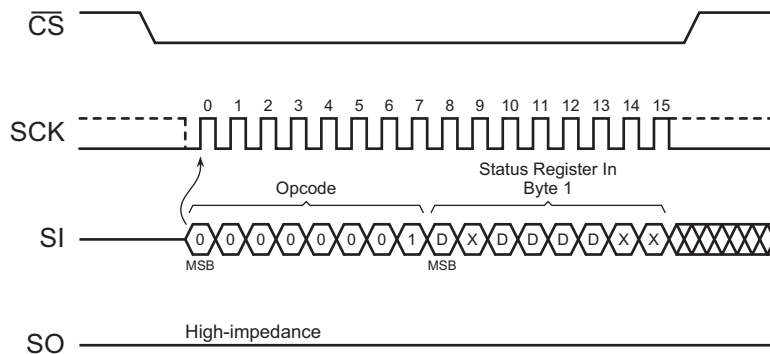 CS
0 1 2 3 4 5 6 7 8 9 10 11 12 13 14 15
SCK
Status Register In
Opcode Byte 1
SI 0 0 0 0 0 0 0 1 D X D D D D X X
MSB MSB
High-impedance
SO